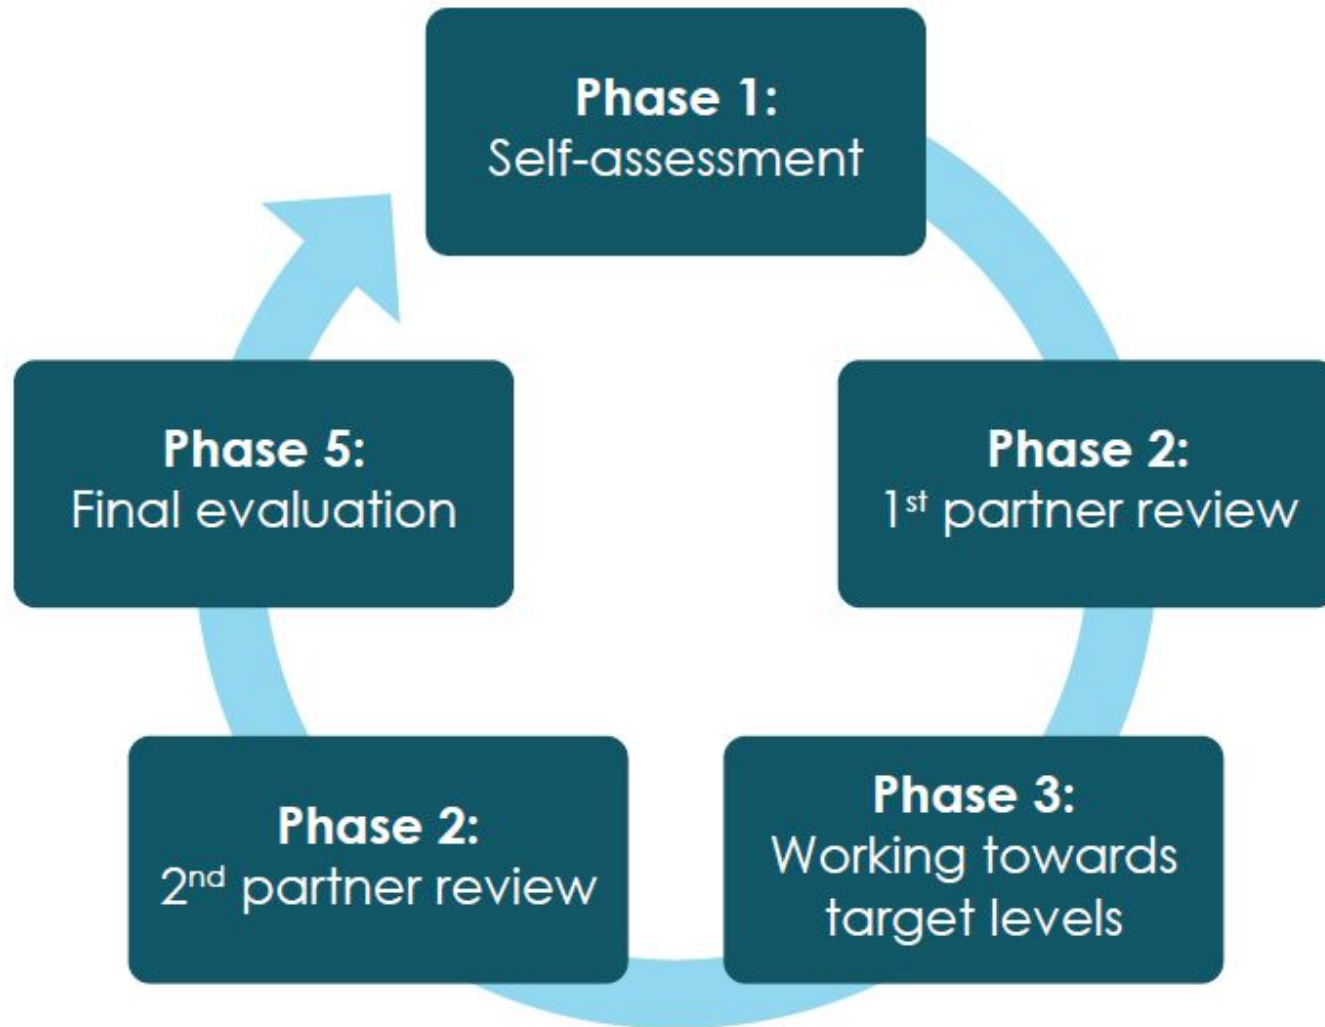 Phase 1:
Self-assessment
Phase 2:
1st partner review
Phase 3:
Working towards
target levels
Phase 2:
2nd partner review
Phase 5:
Final evaluation